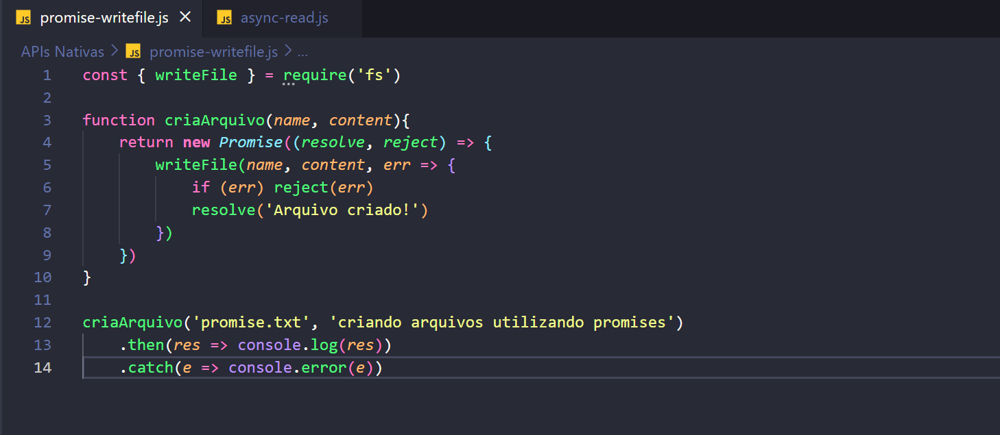 JS promise-writefile.js × JS async-read.js
APIs Nativas > JS promise-writefile.js > ...
1 const { writeFile } = require('fs')
2
3 function criaArquivo(name, content){
4 return new Promise((resolve, reject) => {
5 writeFile(name, content, err => {
6 if (err) reject(err)
7 resolve('Arquivo criado!')
8 })
9 })
10 }
11
12 criaArquivo('promise.txt', 'criando arquivos utilizando promises')
13 .then(res => console.log(res))
14 .catch(e => console.error(e))